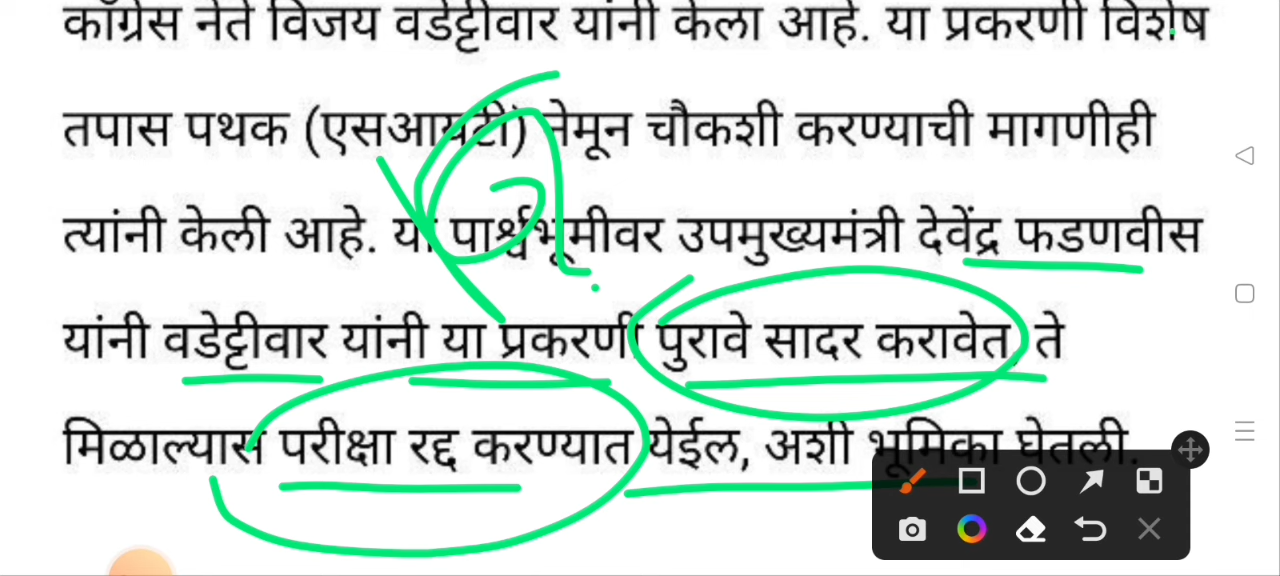 काँग्रेस नेते विजय वडेट्टीवार यांनी केला आहे. या प्रकरणी विशेष
तपास पथक (एसआयटी) नेमून चौकशी करण्याची मागणीही
त्यांनी केली आहे. या पार्श्वभूमीवर उपमुख्यमंत्री देवेंद्र फडणवीस
यांनी वडेट्टीवार यांनी या प्रकरणी पुरावे सादर करावेत, ते
मिळाल्यास परीक्षा रद्द करण्यात येईल, अशी भूमिका घेतली.